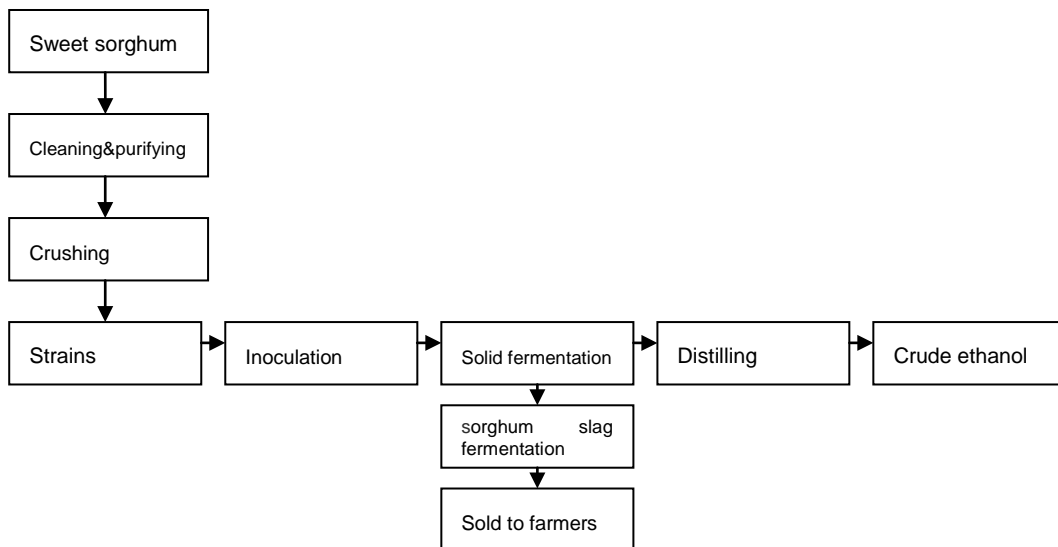 Sweet sorghum
Cleaning&purifying
Crushing
Strains
Inoculation
Solid fermentation
Distilling
Crude ethanol
sorghum slag
fermentation
Sold to farmers